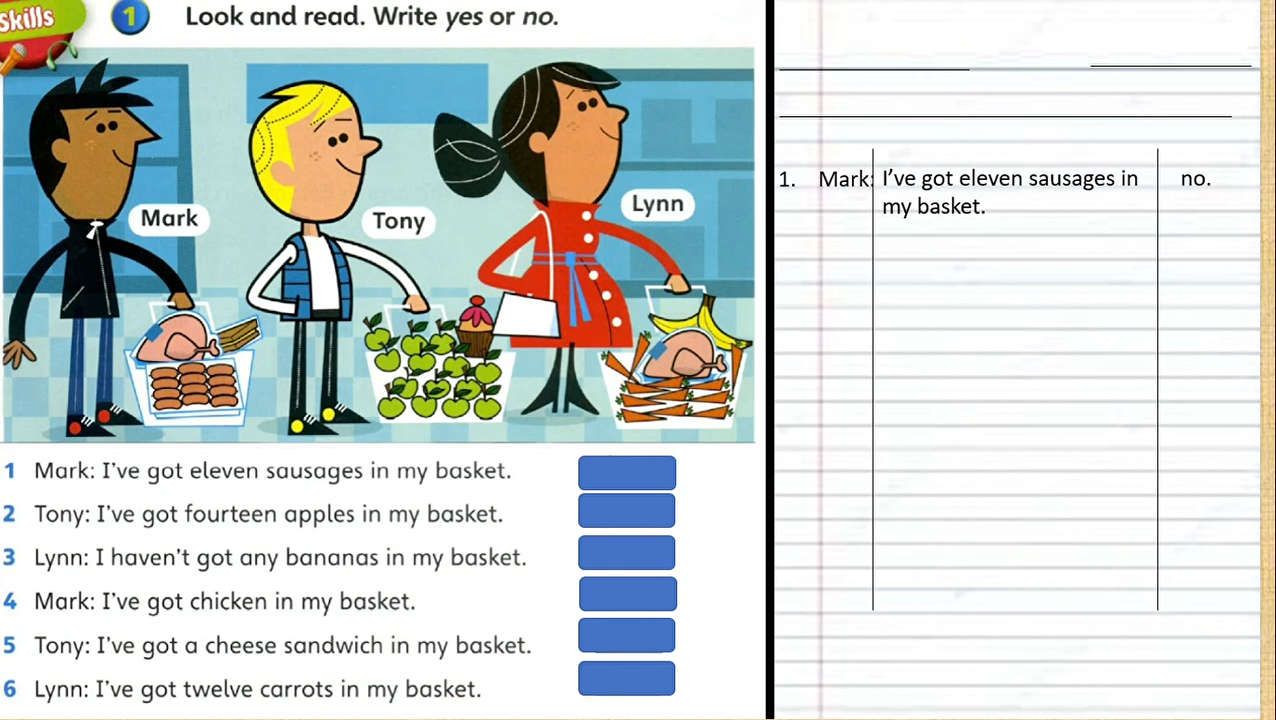 Skills
1 Look and read. Write yes or no.
Mark
Tony
Lynn
1 Mark: I've got eleven sausages in my basket.
2 Tony: I've got fourteen apples in my basket.
3 Lynn: I haven't got any bananas in my basket.
4 Mark: I've got chicken in my basket.
5 Tony: I've got a cheese sandwich in my basket.
6 Lynn: I've got twelve carrots in my basket.
1. Mark: I've got eleven sausages in no.
my basket.